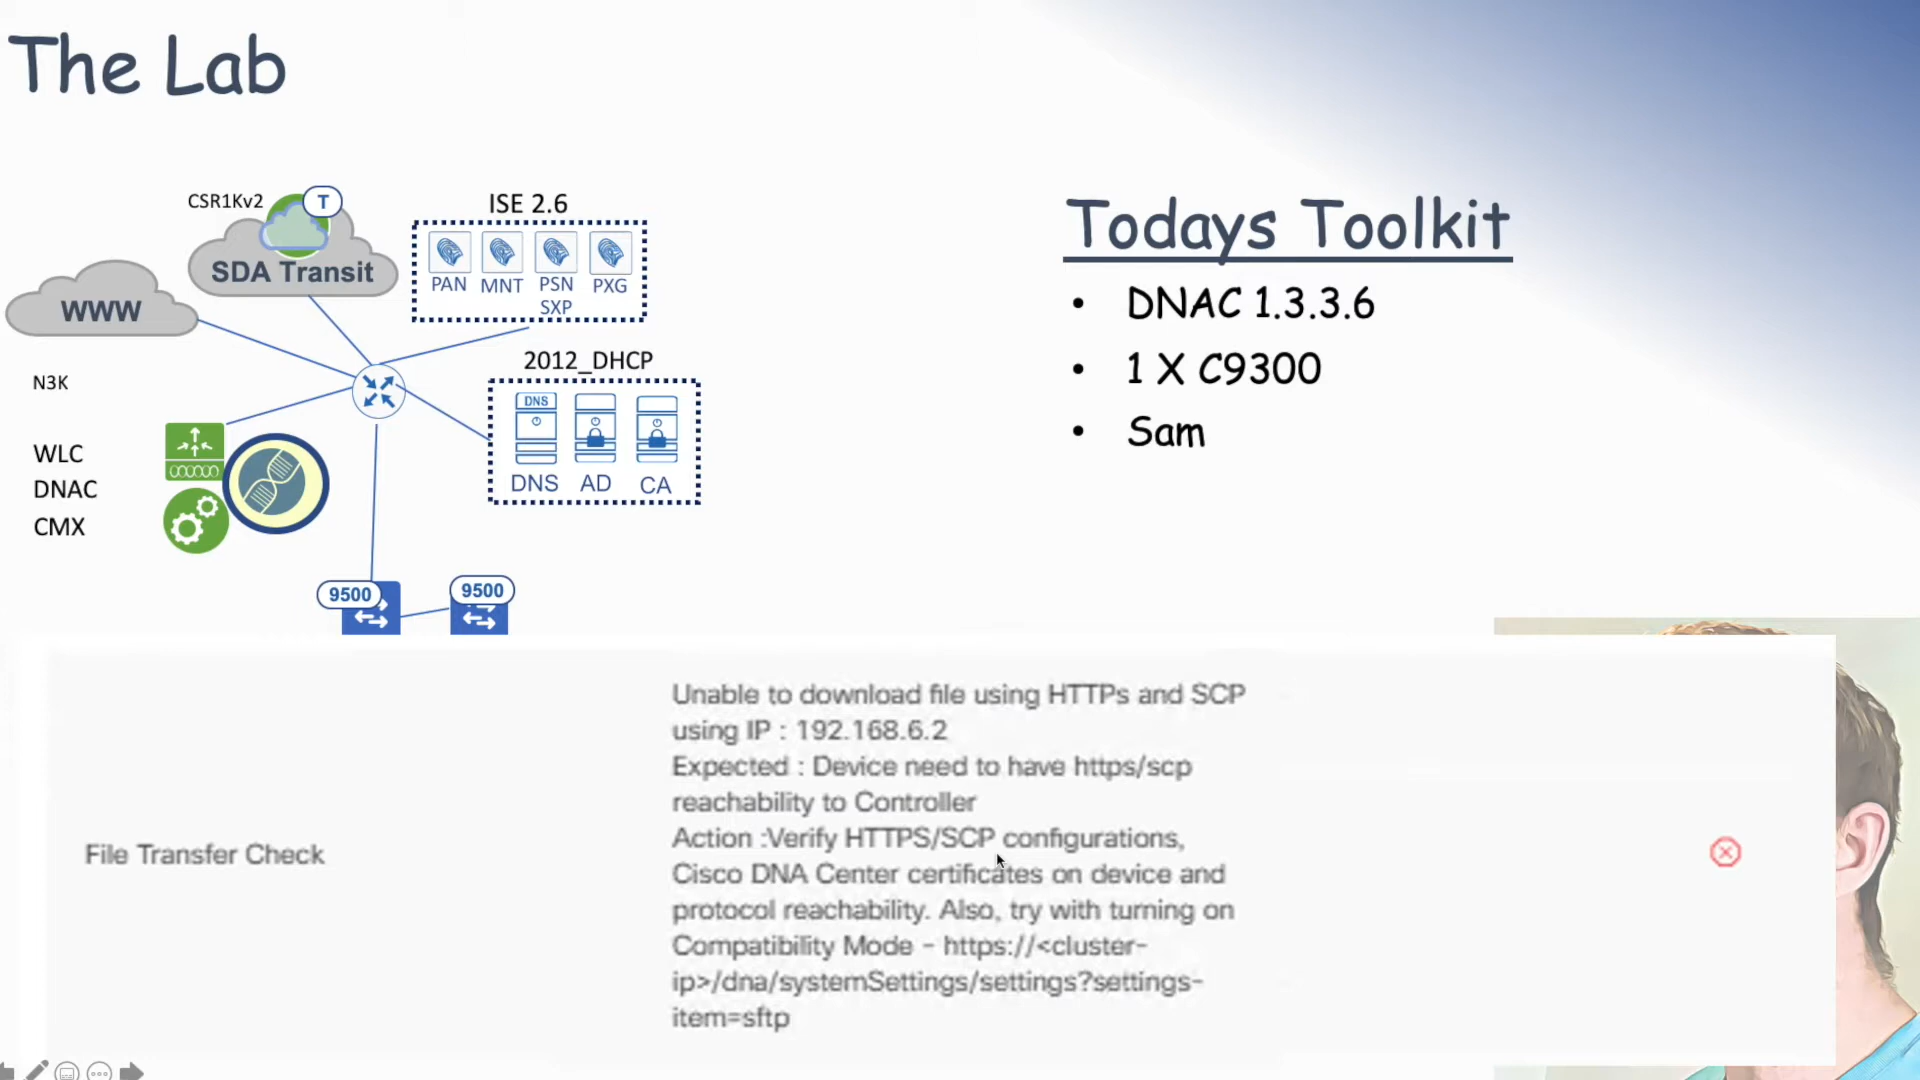 The Lab
CSR1Kv2
T
SDA Transit
WWW
ISE 2.6
PAN MNT PSN PXG
SXP
2012_DHCP
DNS
DNS AD CA
N3K
WLC
DNAC
CMX
9500 9500
Todays Toolkit
• DNAC 1.3.3.6
• 1 X C9300
• Sam
File Transfer Check
Unable to download file using HTTPs and SCP
using IP : 192.168.6.2
Expected : Device need to have https/scp
reachability to Controller
Action :Verify HTTPS/SCP configurations,
Cisco DNA Center certificates on device and
protocol reachability. Also, try with turning on
Compatibility Mode - https://<cluster-
ip>/dna/systemSettings/settings?settings-
item=sftp